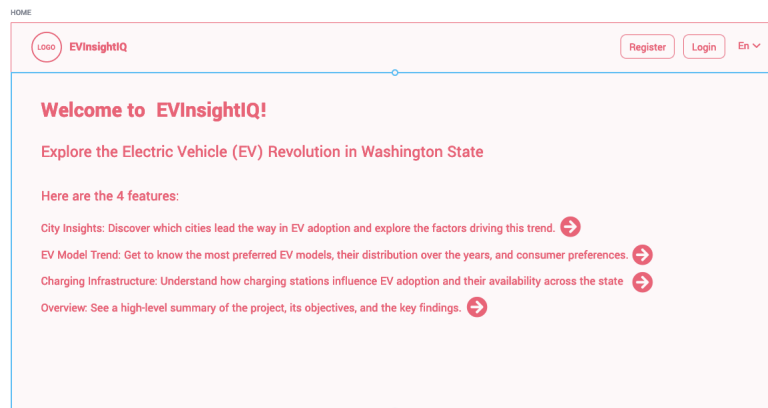 HOME
LOGO EVInsightIQ Register Login En
Welcome to EVInsightIQ!
Explore the Electric Vehicle (EV) Revolution in Washington State
Here are the 4 features:
City Insights: Discover which cities lead the way in EV adoption and explore the factors driving this trend.
EV Model Trend: Get to know the most preferred EV models, their distribution over the years, and consumer preferences.
Charging Infrastructure: Understand how charging stations influence EV adoption and their availability across the state
Overview: See a high-level summary of the project, its objectives, and the key findings.